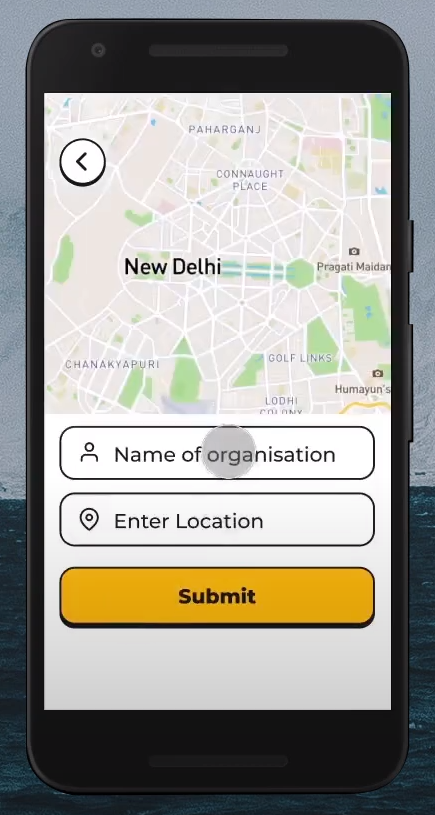 PAHARGANJ
CONNAUGHT
PLACE
New Delhi
Pragati Maidan
CHANAKYAPURI
GOLF LINKS
Humayun's
LODHI
COLONY
Name of organisation
Enter Location
Submit